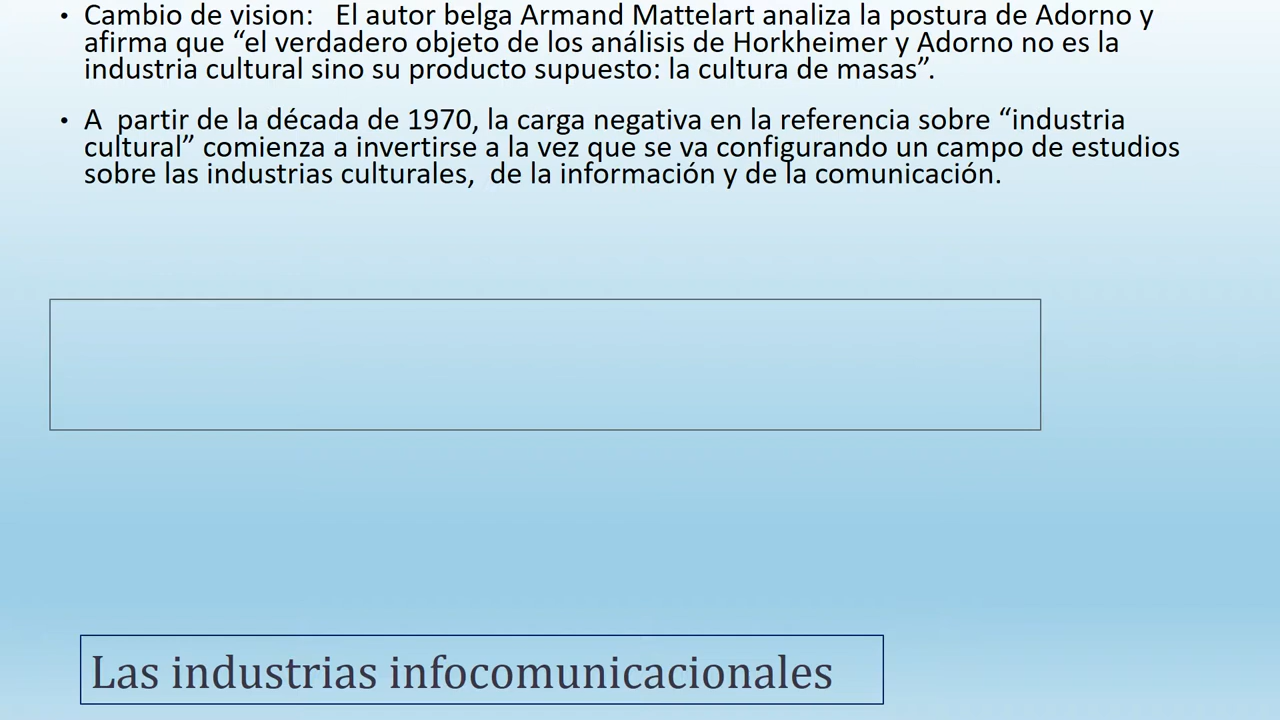 • Cambio de vision:   El autor belga Armand Mattelart analiza la postura de Adorno y
afirma que “el verdadero objeto de los análisis de Horkheimer y Adorno no es la
industria cultural sino su producto supuesto: la cultura de masas”.
• A  partir de la década de 1970, la carga negativa en la referencia sobre “industria
cultural” comienza a invertirse a la vez que se va configurando un campo de estudios
sobre las industrias culturales,  de la información y de la comunicación.
Las industrias infocomunicacionales